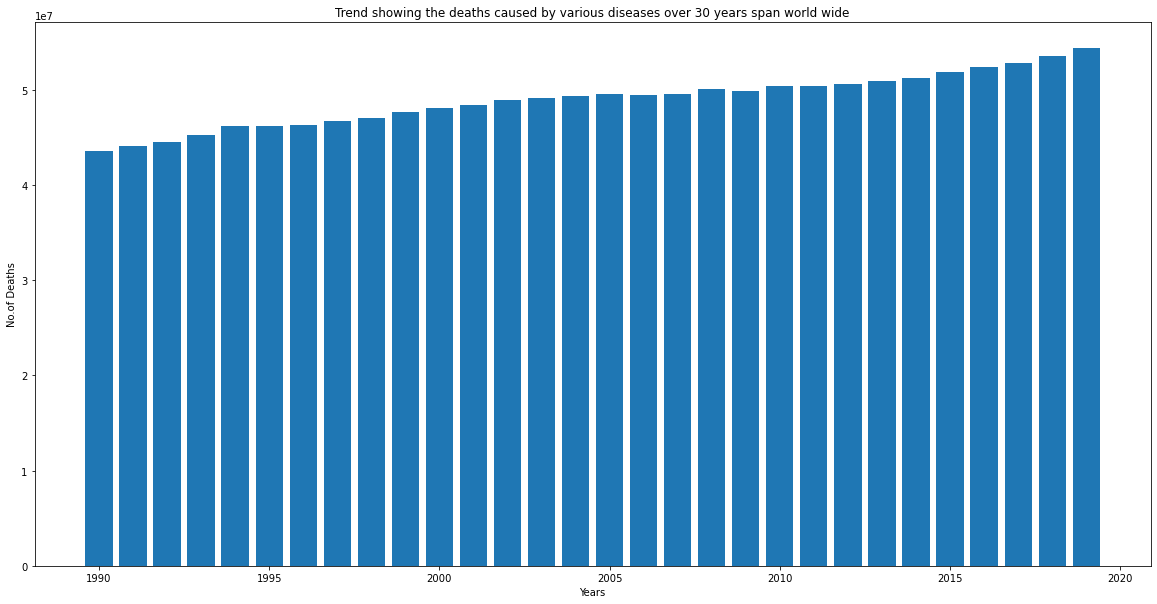 Trend showing the deaths caused by various diseases over 30 years span world wide
1e7
5
4
3
2
1
0
No.of Deaths
1990 1995 2000 2005 2010 2015 2020
Years